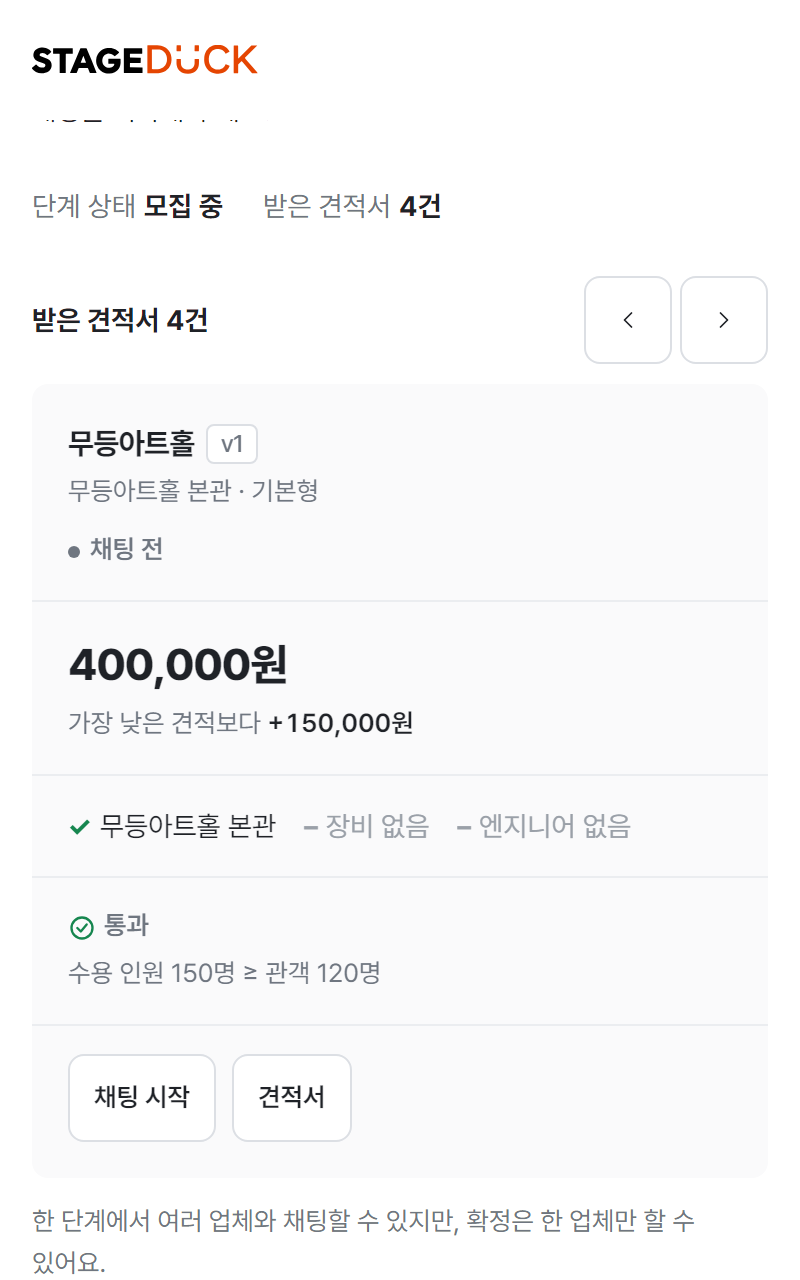 STAGEDÜCK
단계 상태 모집 중 받은 견적서 4건
받은 견적서 4건
무등아트홀 v1
무등아트홀 본관 · 기본형
채팅 전
400,000원
가장 낮은 견적보다 +150,000원
무등아트홀 본관 – 장비 없음 – 엔지니어 없음
통과
수용 인원 150명 ≥ 관객 120명
채팅 시작 견적서
한 단계에서 여러 업체와 채팅할 수 있지만, 확정은 한 업체만 할 수
있어요.